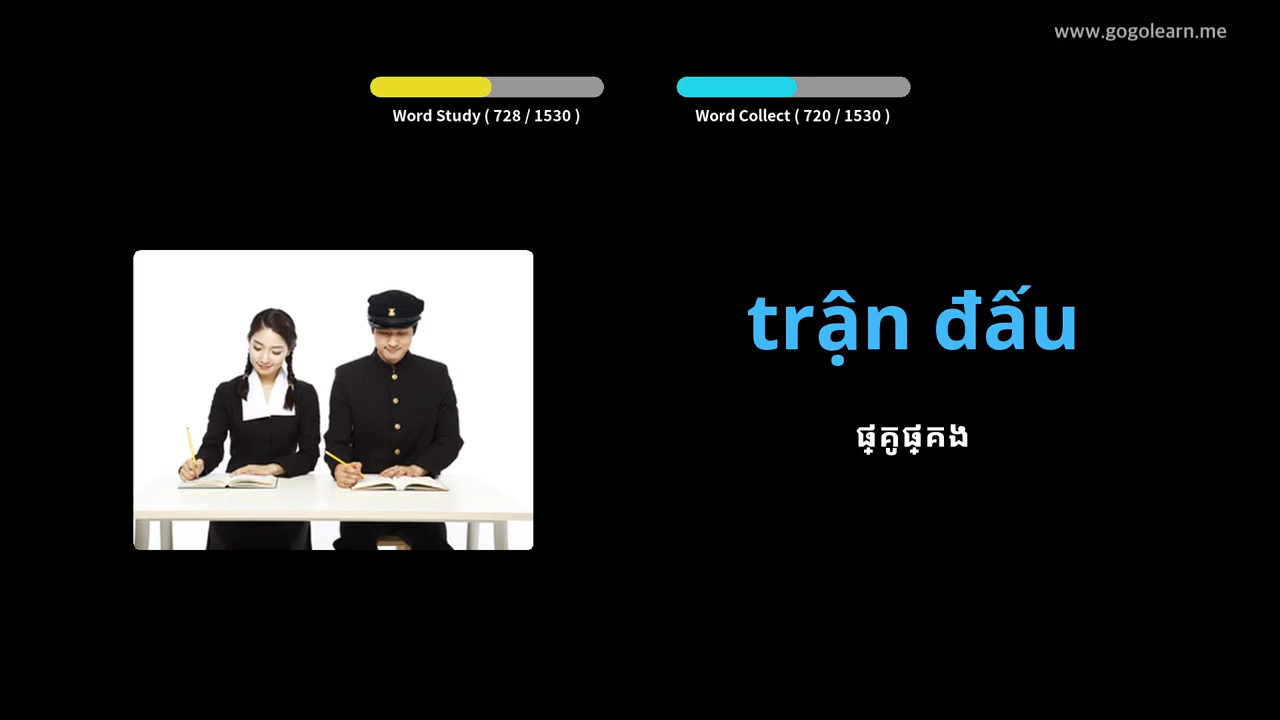 www.gogolearn.me
Word Study ( 728 / 1530 )
Word Collect ( 720 / 1530 )
trận đấu
ផ្គូផ្គង